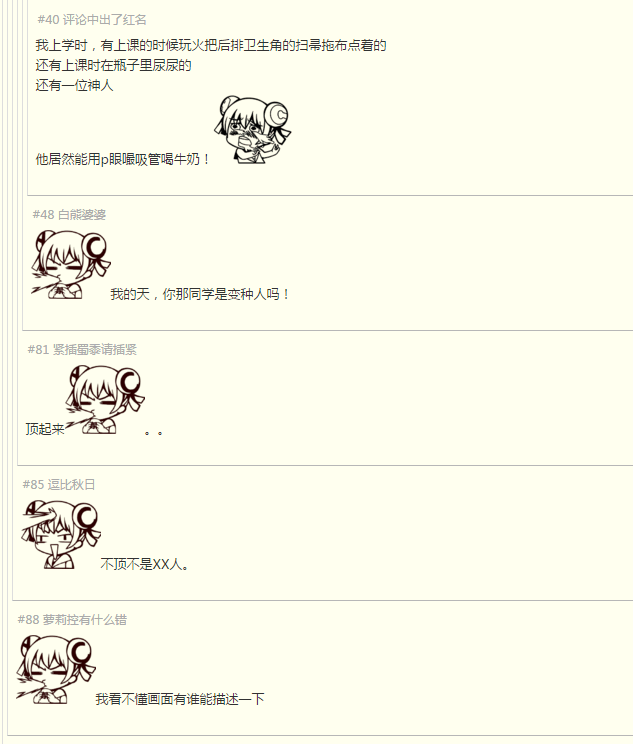 #40 评论中出了红名
我上学时，有上课的时候玩火把后排卫生角的扫帚拖布点着的
还有上课时在瓶子里尿尿的
还有一位神人
他居然能用p眼嘬吸管喝牛奶！
#48 白熊婆婆
我的天，你那同学是变种人吗！
#81 紧插蜀黍请插紧
顶起来 。。
#85 逗比秋日
不顶不是XX人。
#88 萝莉控有什么错
我看不懂画面有谁能描述一下